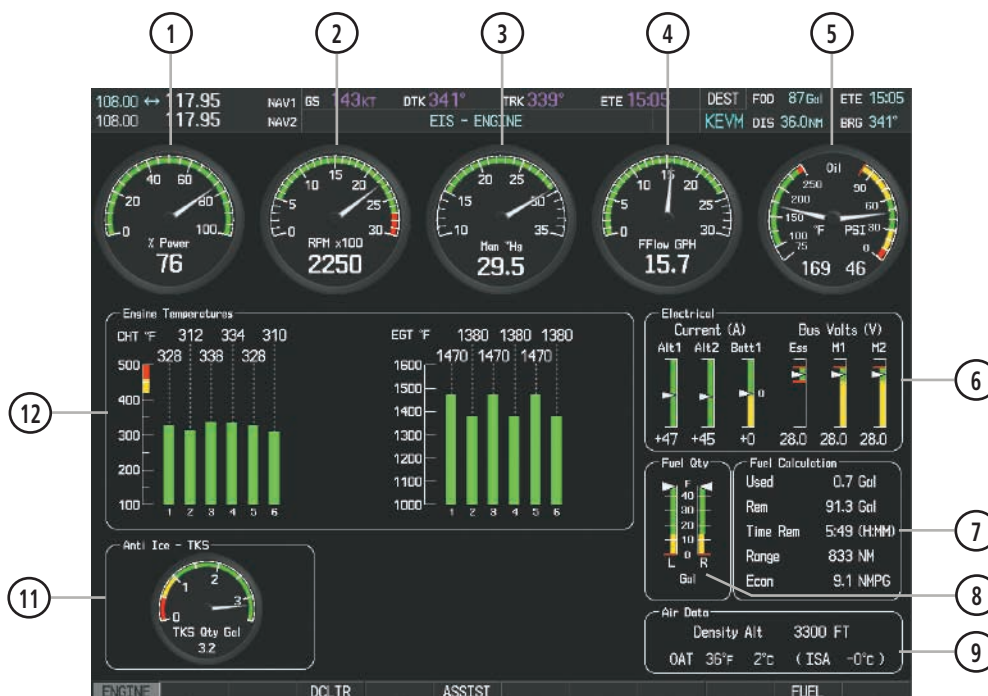 1 2 3 4 5
108.00 ↔ 117.95 NAV1 GS 143KT DTK 341° TRK 339° ETE 15:05 DEST FOD 87Gal ETE 15:05
108.00 117.95 NAV2 EIS - ENGINE KEVM DIS 36.0NM BRG 341°
0 20 40 60 80 100
% Power
76
0 5 10 15 20 25 30
RPM x100
2250
10 15 20 25 30 35
Man "Hg
29.5
0 5 10 15 20 25 30
FFlow GPH
15.7
Oil
250 200 150 100 75
90 60 30 0
°F PSI
169 46
Engine Temperatures
CHT °F 312 334 310
328 338 328
500
400
300
200
100
1 2 3 4 5 6
EGT °F 1380 1380 1380
1470 1470 1470
1600
1500
1400
1300
1200
1100
1000
1 2 3 4 5 6
12
Electrical
Current (A) Bus Volts (V)
Alt1 Alt2 Batt1 Ess M1 M2
0
+47 +45 +0 28.0 28.0 28.0
6
Fuel Qty
F
40
30
20
10
0
L R
Gal
8
Fuel Calculation
Used 0.7 Gal
Rem 91.3 Gal
Time Rem 5:49 (H:MM)
Range 833 NM
Econ 9.1 NMPG
7
Anti Ice - TKS
0 1 2 3
TKS Qty Gal
3.2
11
Air Data
Density Alt 3300 FT
OAT 36°F 2°C ( ISA -0°C )
9
ENGINE DCLTR ASSIST FUEL